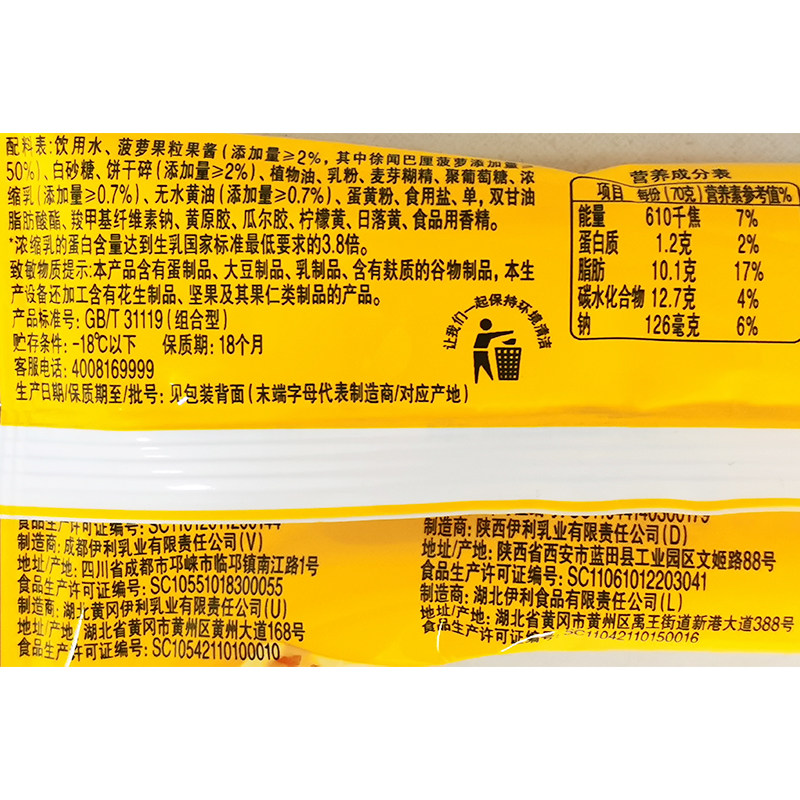 配料表：饮用水、菠萝果粒果酱（添加量≥2%，其中徐闻巴厘菠萝添加量≥
50%）、白砂糖、饼干碎（添加量≥2%）、植物油、乳粉、麦芽糊精、聚葡萄糖、浓
缩乳（添加量≥0.7%）、无水黄油（添加量≥0.7%）、蛋黄粉、食用盐、单，双甘油
脂肪酸酯、羧甲基纤维素钠、黄原胶、瓜尔胶、柠檬黄、日落黄、食品用香精。
*浓缩乳的蛋白含量达到生乳国家标准最低要求的3.8倍。
致敏物质提示：本产品含有蛋制品、大豆制品、乳制品、含有麸质的谷物制品，本生
产设备还加工含有花生制品、坚果及其果仁类制品的产品。
产品标准号：GB/T 31119（组合型）
贮存条件：-18℃以下 保质期：18个月
客服电话：4008169999
生产日期/保质期至/批号：见包装背面（末端字母代表制造商/对应产地）
让我们一起保持环境清洁
营养成分表
项目 每份（70克） 营养素参考值%
能量 610千焦 7%
蛋白质 1.2克 2%
脂肪 10.1克 17%
碳水化合物 12.7克 4%
钠 126毫克 6%
食品生产许可证编号：
制造商：成都伊利乳业有限责任公司（V）
地址/产地：四川省成都市邛崃市临邛镇南江路1号
食品生产许可证编号：SC10551018300055
制造商：湖北黄冈伊利乳业有限责任公司（U）
地址/产地：湖北省黄冈市黄州区黄州大道168号
食品生产许可证编号：SC10542110100010
制造商：陕西伊利乳业有限责任公司（D）
地址/产地：陕西省西安市蓝田县工业园区文姬路88号
食品生产许可证编号：SC11061012203041
制造商：湖北伊利食品有限责任公司（L）
地址/产地：湖北省黄冈市黄州区禹王街道新港大道388号
食品生产许可证编号：SC11042110150016